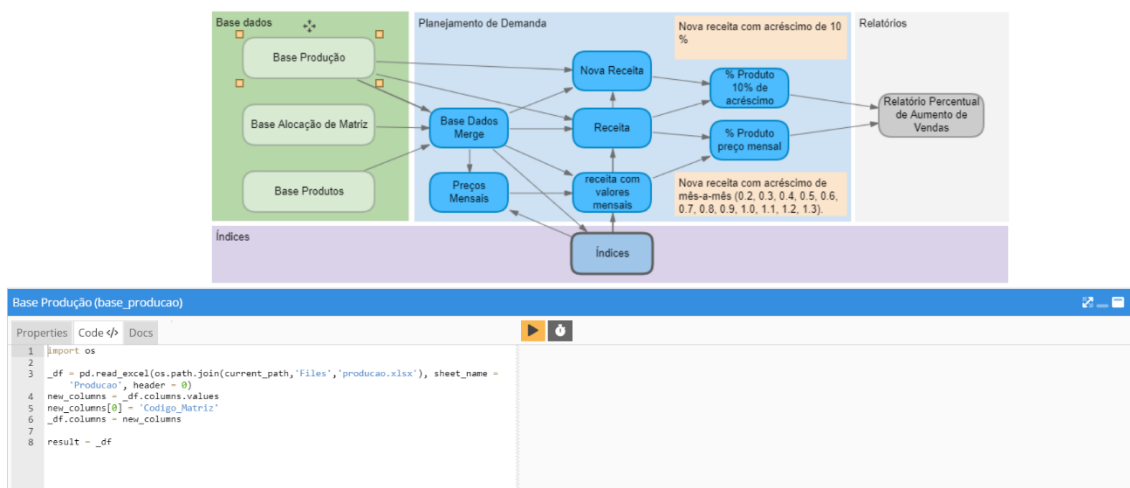 Base dados
Planejamento de Demanda
Nova receita com acréscimo de 10
%
Relatórios
Base Produção
Nova Receita
% Produto
10% de
acréscimo
Base Alocação de Matriz
Base Dados
Merge
Receita
Relatório Percentual
de Aumento de
Vendas
% Produto
preço mensal
Base Produtos
Preços
Mensais
receita com
valores
mensais
Nova receita com acréscimo de
mês-a-mês (0.2, 0.3, 0.4, 0.5, 0.6,
0.7, 0.8, 0.9, 1.0, 1.1, 1.2, 1.3).
Índices
Índices
Base Produção (base_producao)
Properties Code </> Docs
1 import os
2
3 _df = pd.read_excel(os.path.join(current_path,'Files','producao.xlsx'), sheet_name =
'Producao', header = 0)
4 new_columns = _df.columns.values
5 new_columns[0] = 'Codigo_Matriz'
6 _df.columns = new_columns
7
8 result = _df